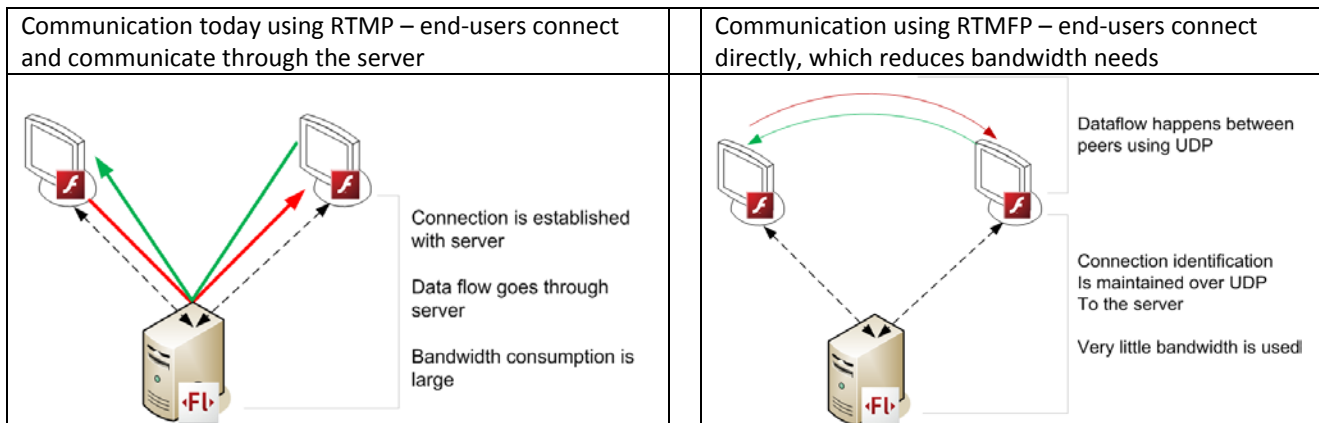 Communication today using RTMP – end-users connect
and communicate through the server
Communication using RTMFP – end-users connect
directly, which reduces bandwidth needs
Connection is established
with server
Data flow goes through
server
Bandwidth consumption is
large
Fl
Dataflow happens between
peers using UDP
Connection identification
Is maintained over UDP
To the server
Very little bandwidth is used
Fl